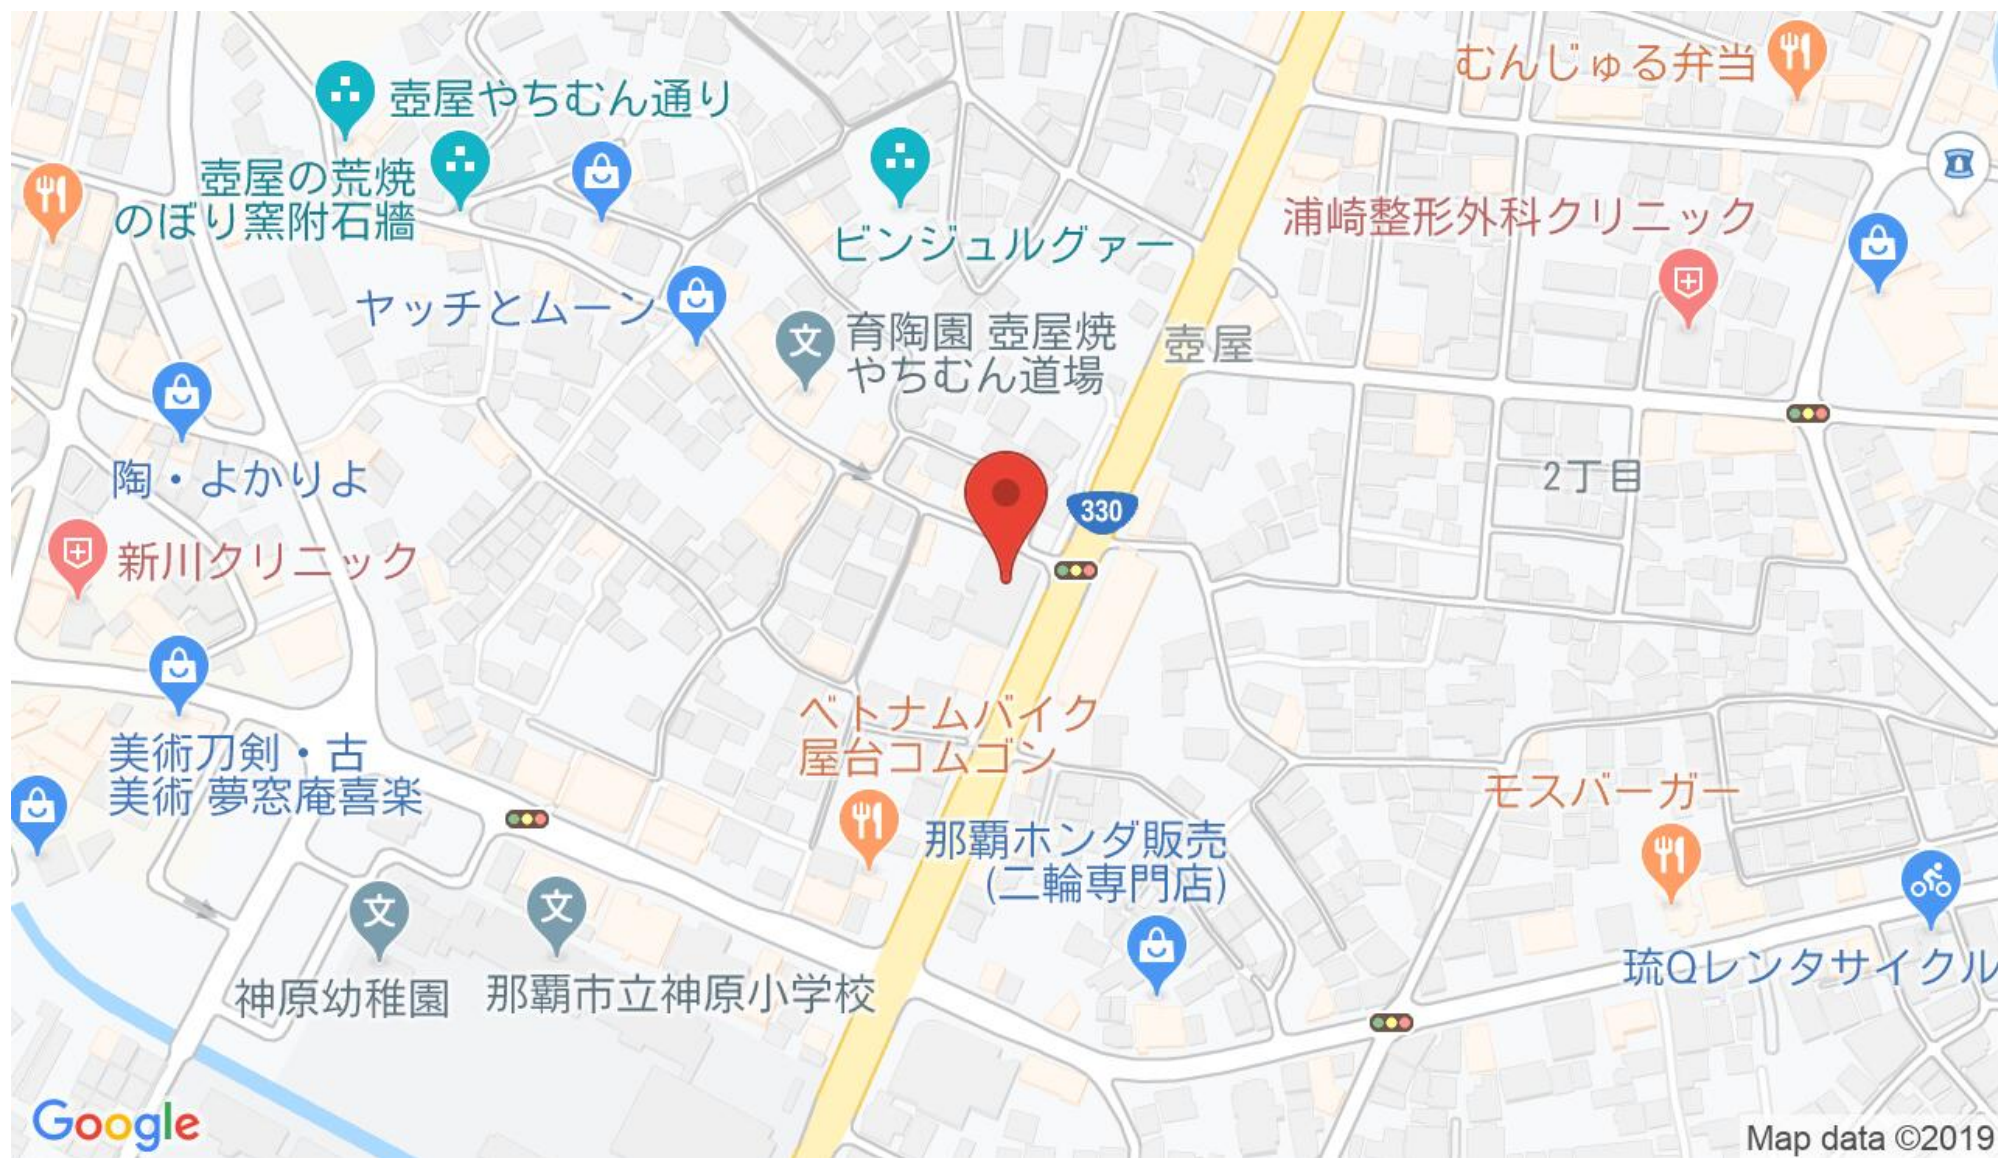 むんじゅる弁当
壺屋やちむん通り
壺屋の荒焼
のぼり窯附石牆
ビンジュルグァー
浦崎整形外科クリニック
ヤッチとムーン
育陶園 壺屋焼
やちむん道場
壺屋
陶・よかりよ
2丁目
330
新川クリニック
ベトナムバイク
屋台コムゴン
美術刀剣・古
美術 夢窓庵喜楽
モスバーガー
那覇ホンダ販売
(二輪専門店)
文
文
文
琉Qレンタサイクル
神原幼稚園
那覇市立神原小学校
Google
Map data ©2019